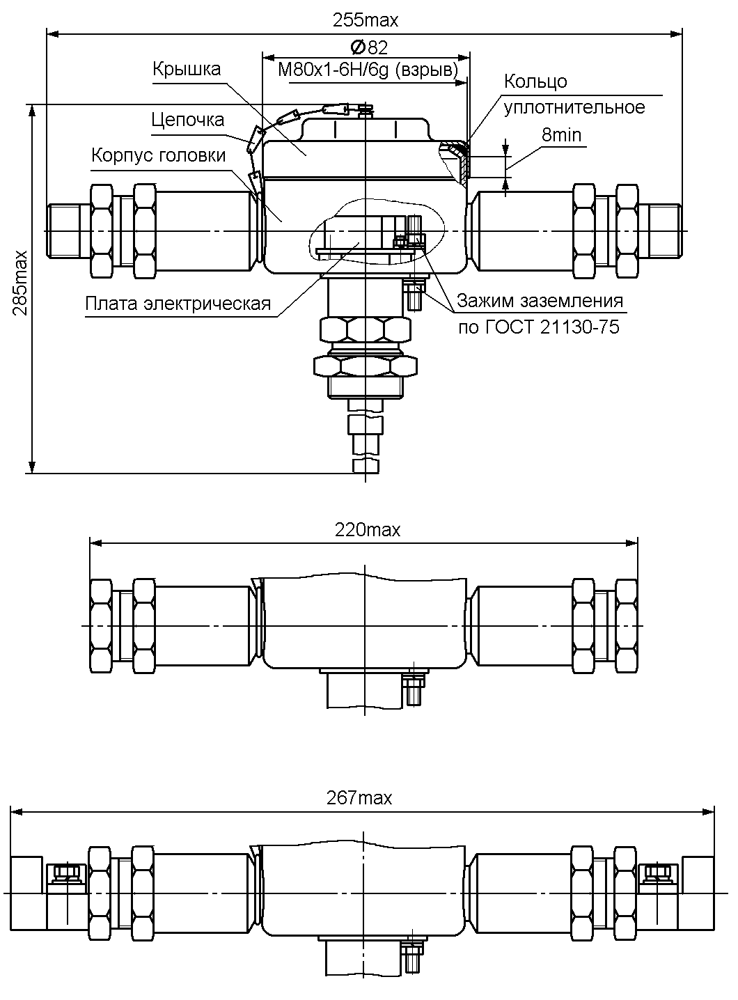 255max
Ø82
M80x1-6H/6g (взрыв)
Крышка
Кольцо
уплотнительное
Цепочка
8min
Корпус головки
285max
Плата электрическая
Зажим заземления
по ГОСТ 21130-75
220max
267max